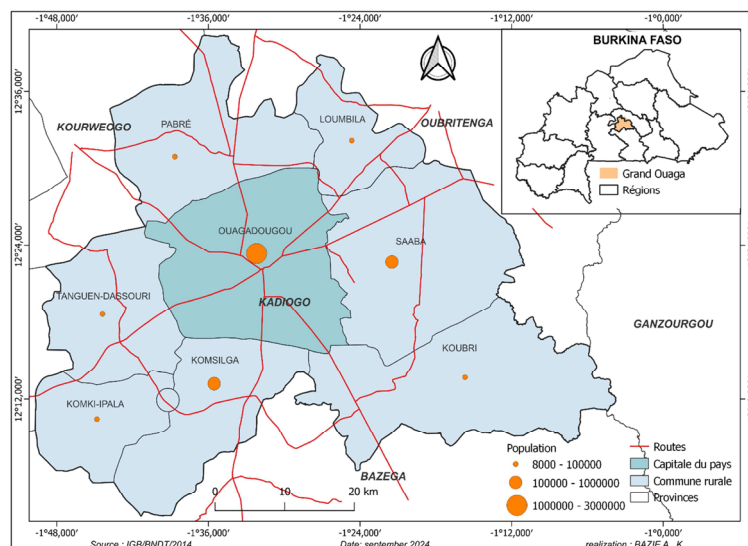 -1°48,000' -1°36,000' -1°24,000' -1°12,000' -1°0,000'
BURKINA FASO
Grand Ouaga
Régions
12°36,000'
KOURWEOGO
PABRÉ
LOUMBILA
OUBRITENGA
OUAGADOUGOU
SAABA
12°24,000'
TANGUEN-DASSOURI
KADIOGO
GANZOURGOU
KOMSILGA
KOUBRI
12°12,000'
KOMKI-IPALA
BAZEGA
0 10 20 km
Population
8000 - 100000
100000 - 1000000
1000000 - 3000000
Routes
Capitale du pays
Commune rurale
Provinces
-1°48,000' -1°36,000' -1°24,000' -1°12,000' -1°0,000'
Source : IGB/BNDT/2014 Date: september 2024 realisation : BAZIE A. K.